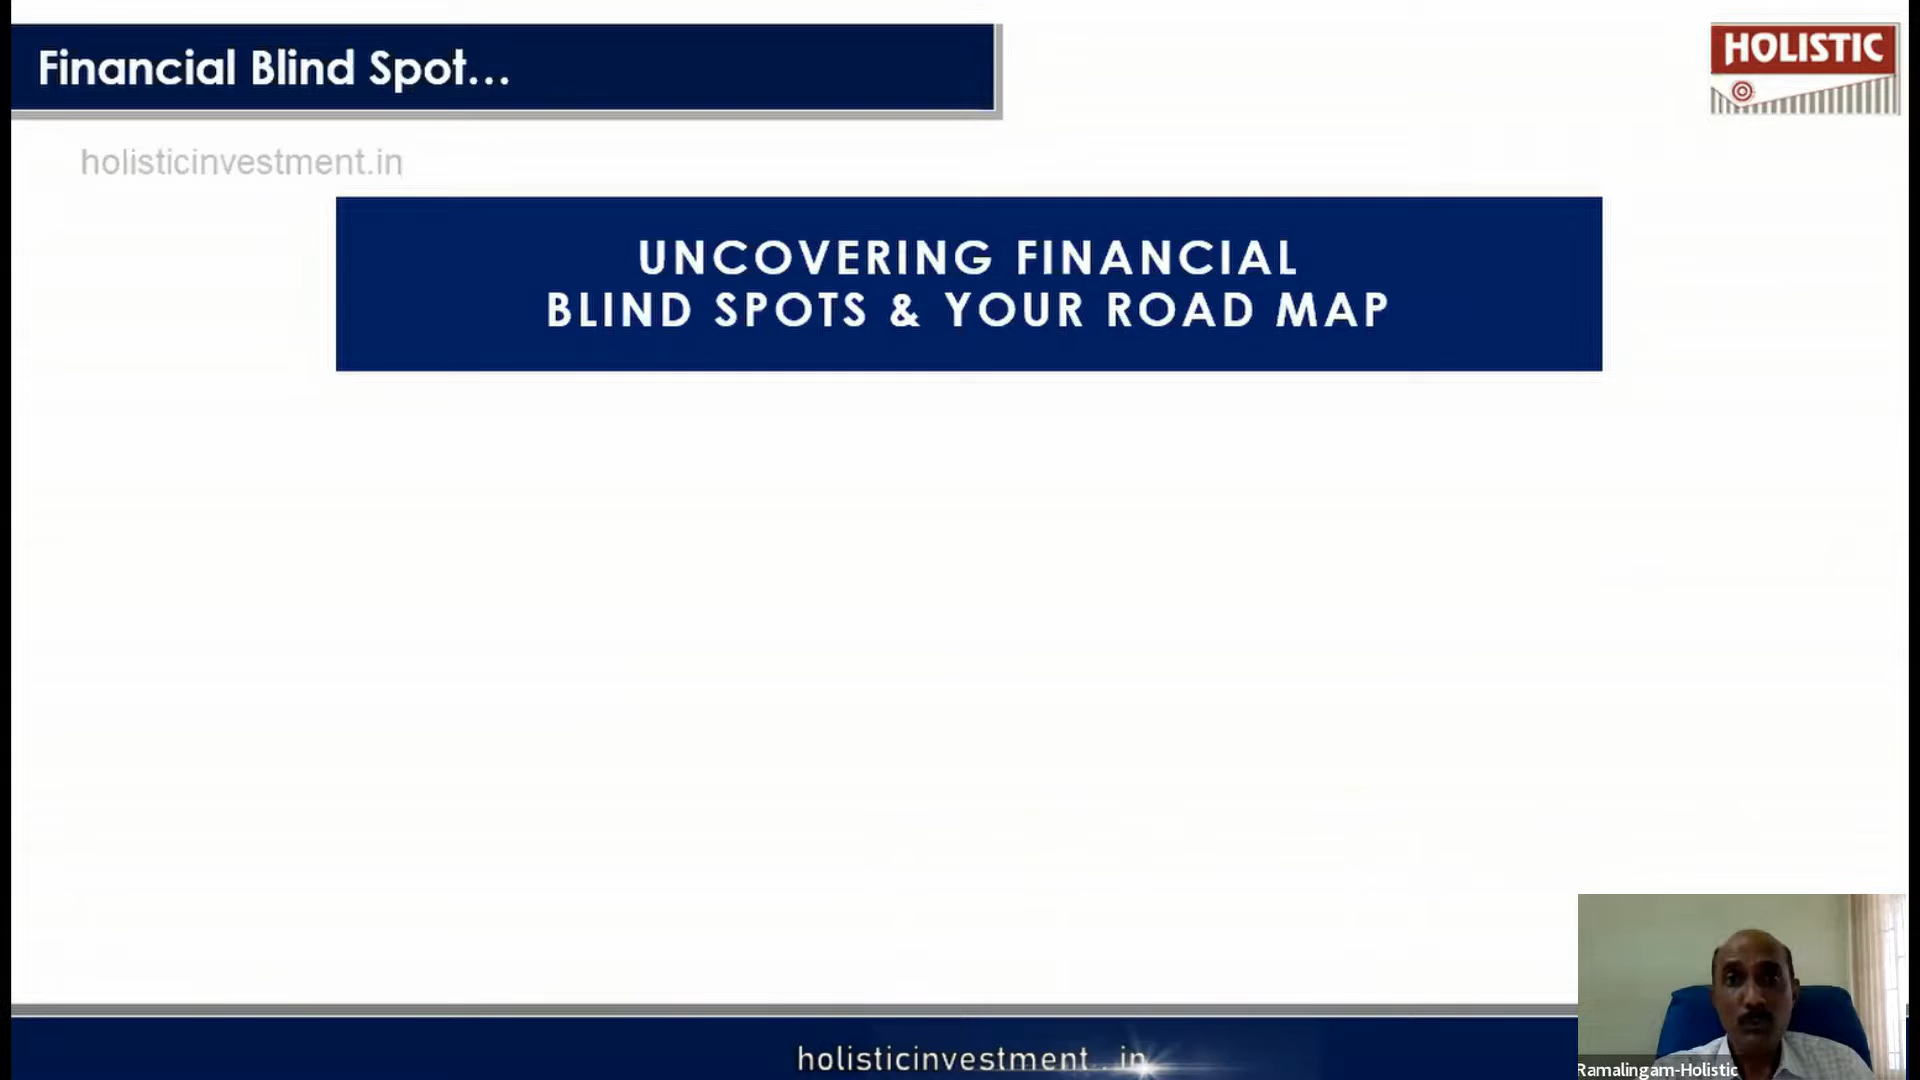 Financial Blind Spot...
HOLISTIC
holisticinvestment.in
UNCOVERING FINANCIAL
BLIND SPOTS & YOUR ROAD MAP
holisticinvestment. .in
Ramalingam-Holistic